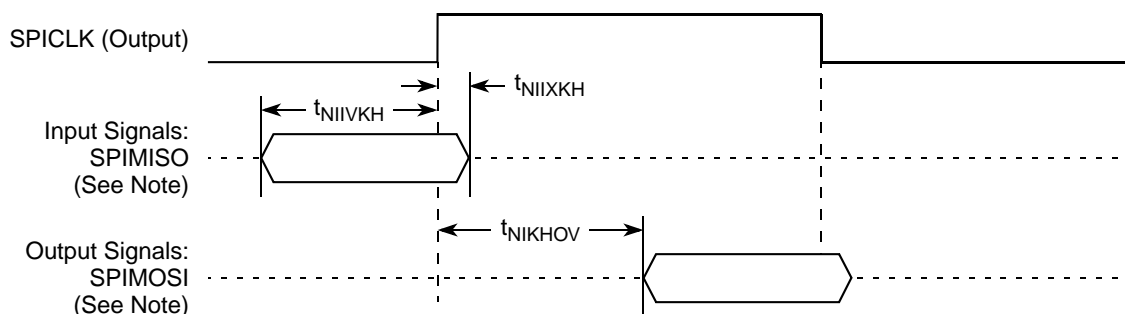 SPICLK (Output)
tNIIXKH
tNIIVKH
Input Signals:
SPIMISO
(See Note)
tNIKHOV
Output Signals:
SPIMOSI
(See Note)